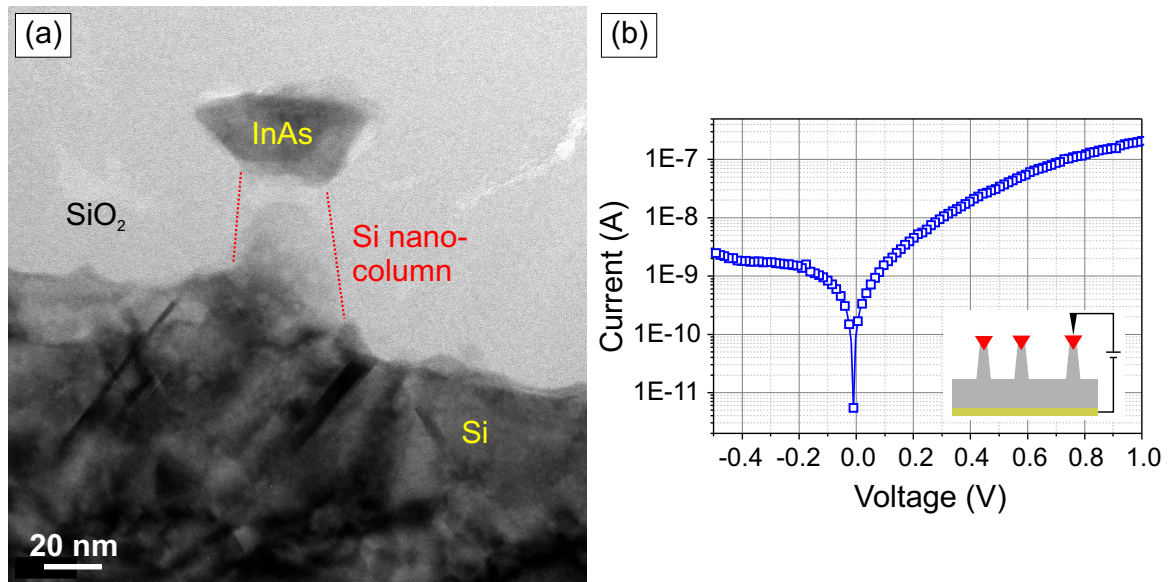 (a)
InAs
SiO₂
Si nano-
column
Si
20 nm
(b)
Current (A)
1E-7
1E-8
1E-9
1E-10
1E-11
-0.4 -0.2 0.0 0.2 0.4 0.6 0.8 1.0
Voltage (V)